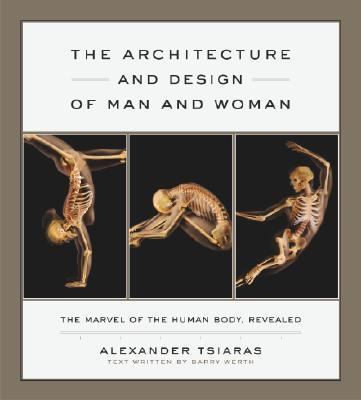 THE ARCHITECTURE
AND DESIGN
OF MAN AND WOMAN
THE MARVEL OF THE HUMAN BODY, REVEALED
ALEXANDER TSIARAS
TEXT WRITTEN BY BARRY WERTH